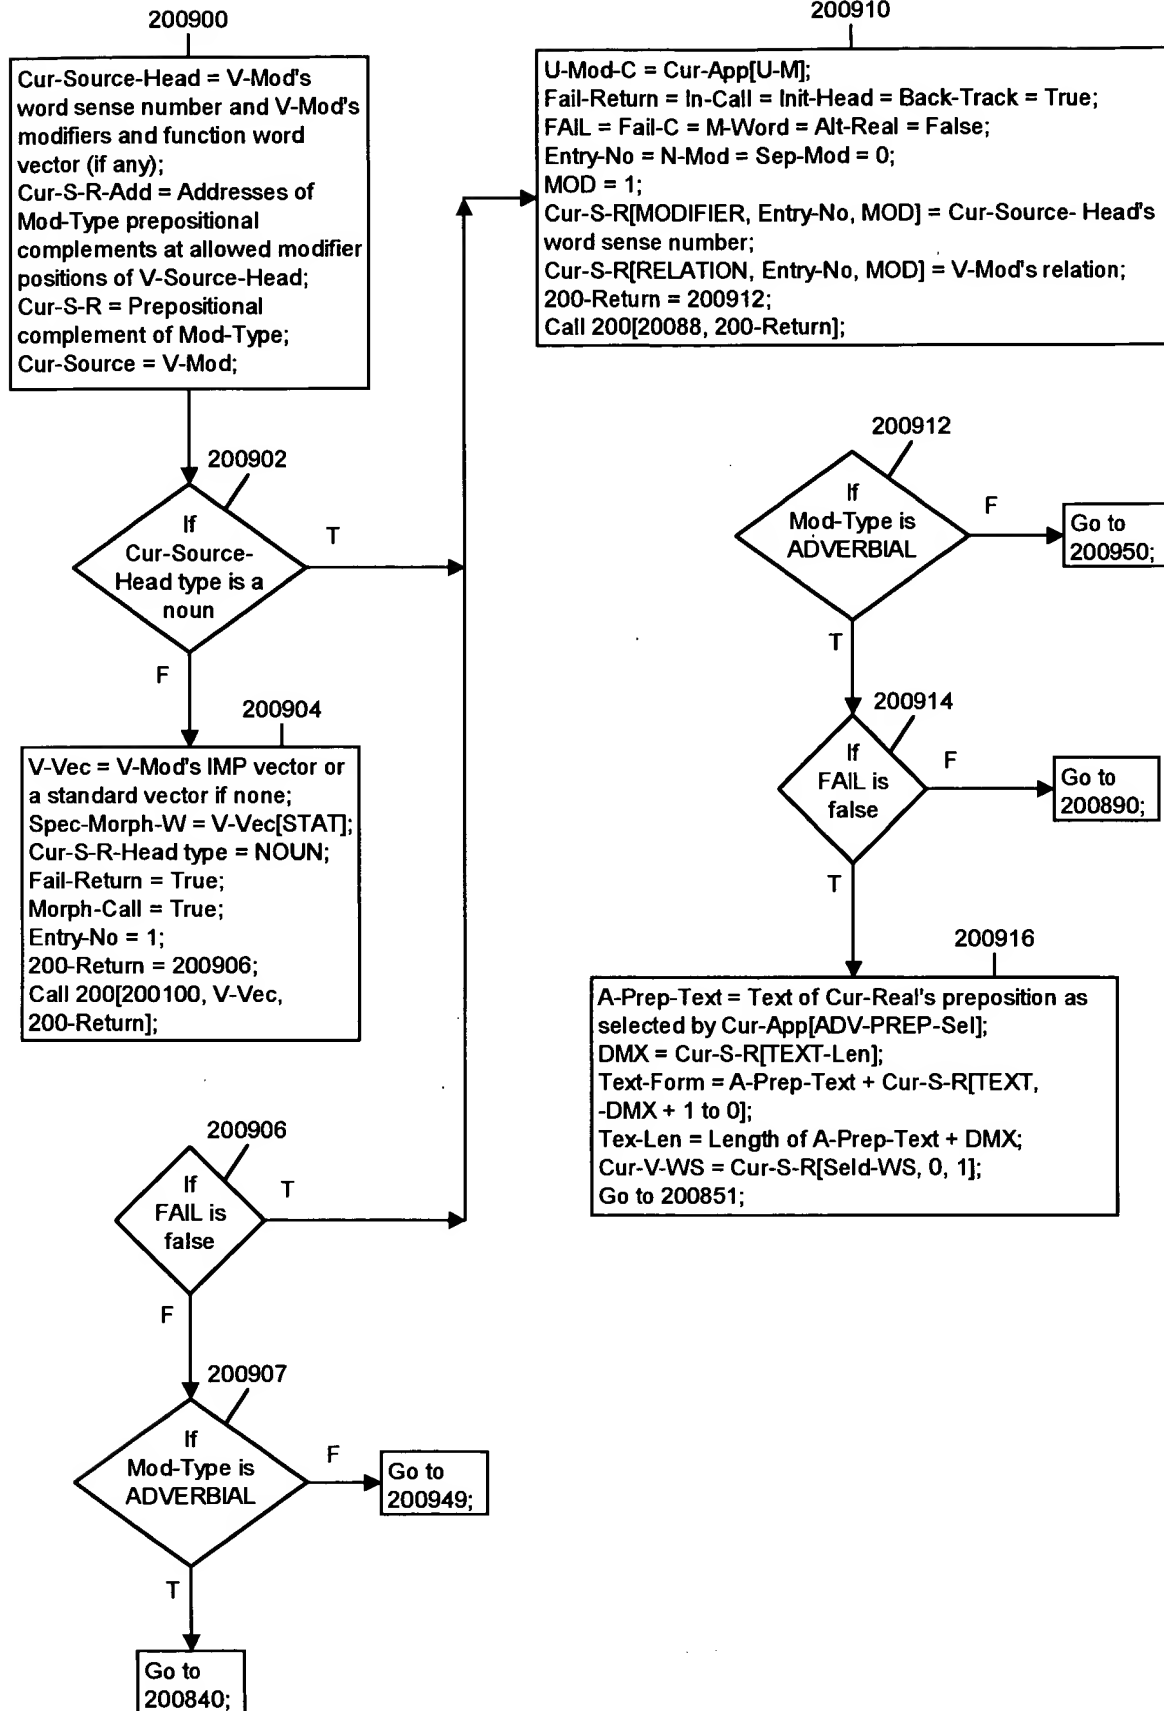 200900
Cur-Source-Head = V-Mod's
word sense number and V-Mod's
modifiers and function word
vector (if any);
Cur-S-R-Add = Addresses of
Mod-Type prepositional
complements at allowed modifier
positions of V-Source-Head;
Cur-S-R = Prepositional
complement of Mod-Type;
Cur-Source = V-Mod;
200902
If
Cur-Source-
Head type is a
noun
T
F
200904
V-Vec = V-Mod's IMP vector or
a standard vector if none;
Spec-Morph-W = V-Vec[STAT];
Cur-S-R-Head type = NOUN;
Fail-Return = True;
Morph-Call = True;
Entry-No = 1;
200-Return = 200906;
Call 200[200100, V-Vec,
200-Return];
200906
If
FAIL is
false
T
F
200907
If
Mod-Type is
ADVERBIAL
F
Go to
200949;
T
Go to
200840;
200910
U-Mod-C = Cur-App[U-M];
Fail-Return = In-Call = Init-Head = Back-Track = True;
FAIL = Fail-C = M-Word = Alt-Real = False;
Entry-No = N-Mod = Sep-Mod = 0;
MOD = 1;
Cur-S-R[MODIFIER, Entry-No, MOD] = Cur-Source- Head's
word sense number;
Cur-S-R[RELATION, Entry-No, MOD] = V-Mod's relation;
200-Return = 200912;
Call 200[20088, 200-Return];
200912
If
Mod-Type is
ADVERBIAL
F
Go to
200950;
T
200914
If
FAIL is
false
F
Go to
200890;
T
200916
A-Prep-Text = Text of Cur-Real's preposition as
selected by Cur-App[ADV-PREP-Sel];
DMX = Cur-S-R[TEXT-Len];
Text-Form = A-Prep-Text + Cur-S-R[TEXT,
-DMX + 1 to 0];
Tex-Len = Length of A-Prep-Text + DMX;
Cur-V-WS = Cur-S-R[Seld-WS, 0, 1];
Go to 200851;